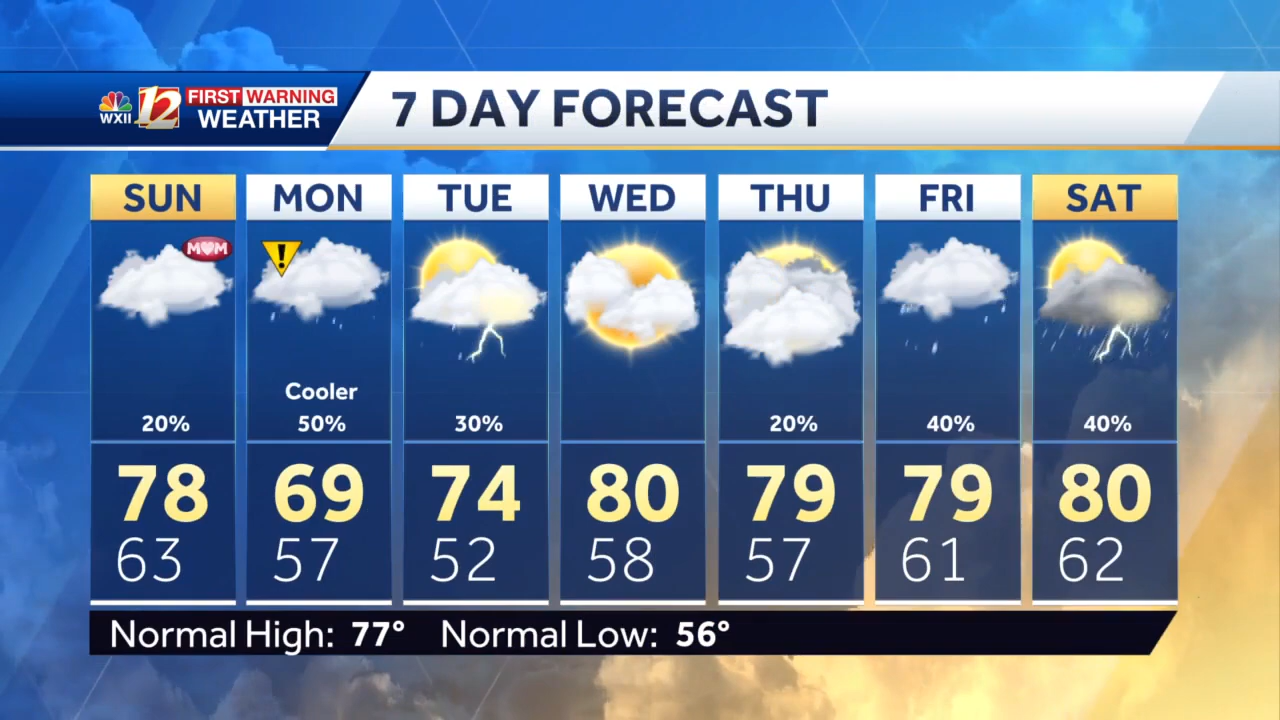 WXII 12 FIRST WARNING
WEATHER
7 DAY FORECAST
SUN MON TUE WED THU FRI SAT
M♥M !
Cooler
20% 50% 30% 20% 40% 40%
78 69 74 80 79 79 80
63 57 52 58 57 61 62
Normal High: 77° Normal Low: 56°